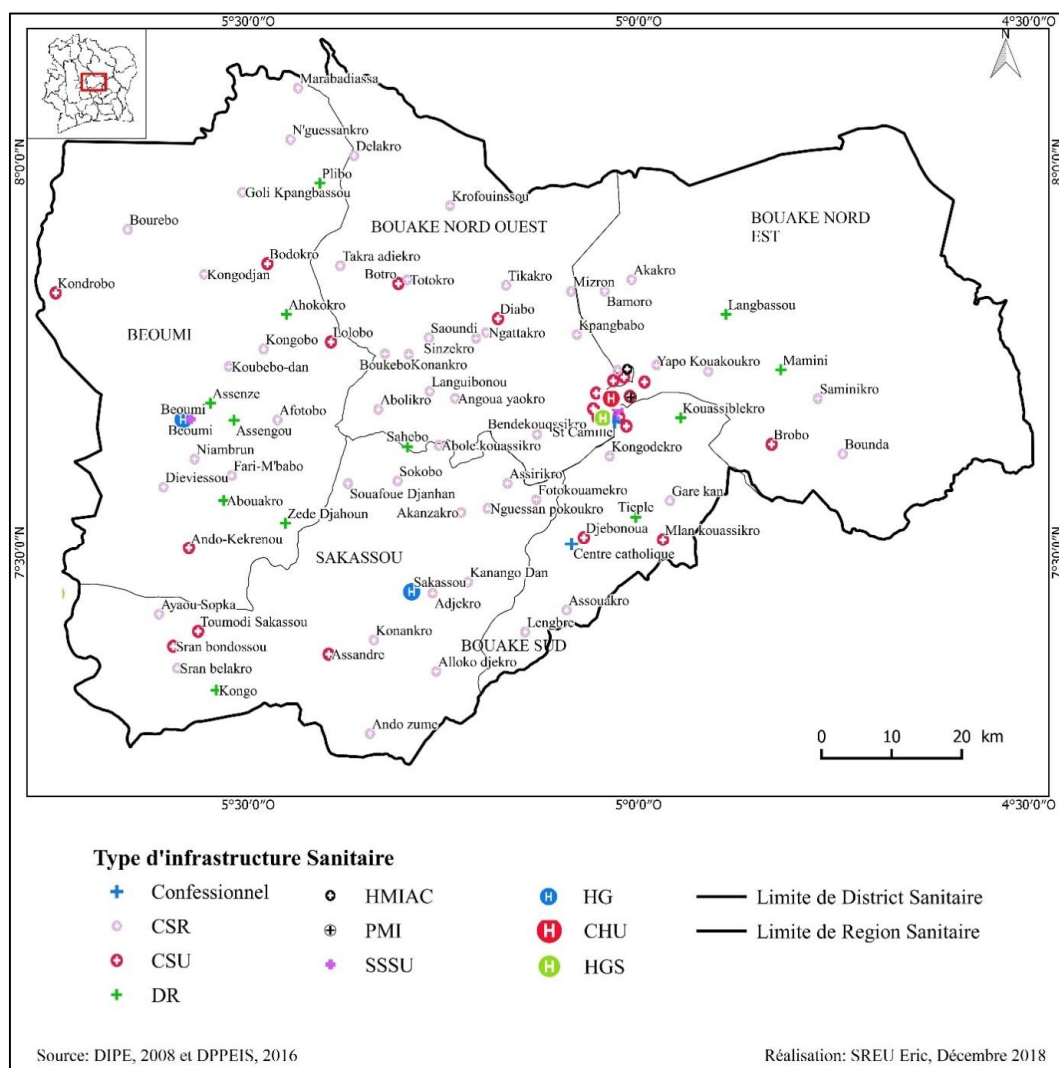 5°30'0"O 5°0'0"O 4°30'0"O
N
Marabadiassa
N'guessankro
Delakro
8°0'0"N 8°0'0"N
Plibo
Goli Kpangbassou
Krofouinssou
Bourebo
BOUAKE NORD OUEST
BOUAKE NORD
EST
Bodokro
Takra adiekro
Kongodjan
Botro
Totokro
Tikakro
Mizron
Akakro
Bamoro
Kondrobo
Ahokokro
Diabo
Langbassou
BEOUMI
Lolobo
Saoundi
Ngattakro
Kpangbabo
Kongobo
Sinzekro
Koubebo-dan
BoukeboKonankro
Yapo Kouakoukro
Mamini
Languibonou
Assenze
Abolikro
Angoua yaokro
Saminikro
Beoumi
Afotobo
Beoumi
Assengou
Bendekouassikro
St Camille
Kouassiblekro
Sahebo
Abole kouassikro
Kongodekro
Brobo
Bounda
Niambrun
Fari-M'babo
Sokobo
Assirikro
Dieviessou
Souafoue Djanhan
Abouakro
Fotokouamekro
Gare kan
Akanzakro
Nguessan pokoukro
Tieple
Zede Djahoun
Ando-Kekrenou
Djebonoua
Mlan kouassikro
SAKASSOU
Centre catholique
7°30'0"N 7°30'0"N
Sakassou
Kanango Dan
Adjekro
Ayaou-Sopka
Assouakro
Toumodi Sakassou
Lengbre
Sran bondossou
Konankro
BOUAKE SUD
Assandre
Sran belakro
Alloko djekro
Kongo
Ando zume
0 10 20 km
5°30'0"O 5°0'0"O 4°30'0"O
Type d'infrastructure Sanitaire
Confessionnel
CSR
CSU
DR
HMIAC
PMI
SSSU
H HG
H CHU
H HGS
Limite de District Sanitaire
Limite de Region Sanitaire
Source: DIPE, 2008 et DPPEIS, 2016
Réalisation: SREU Eric, Décembre 2018